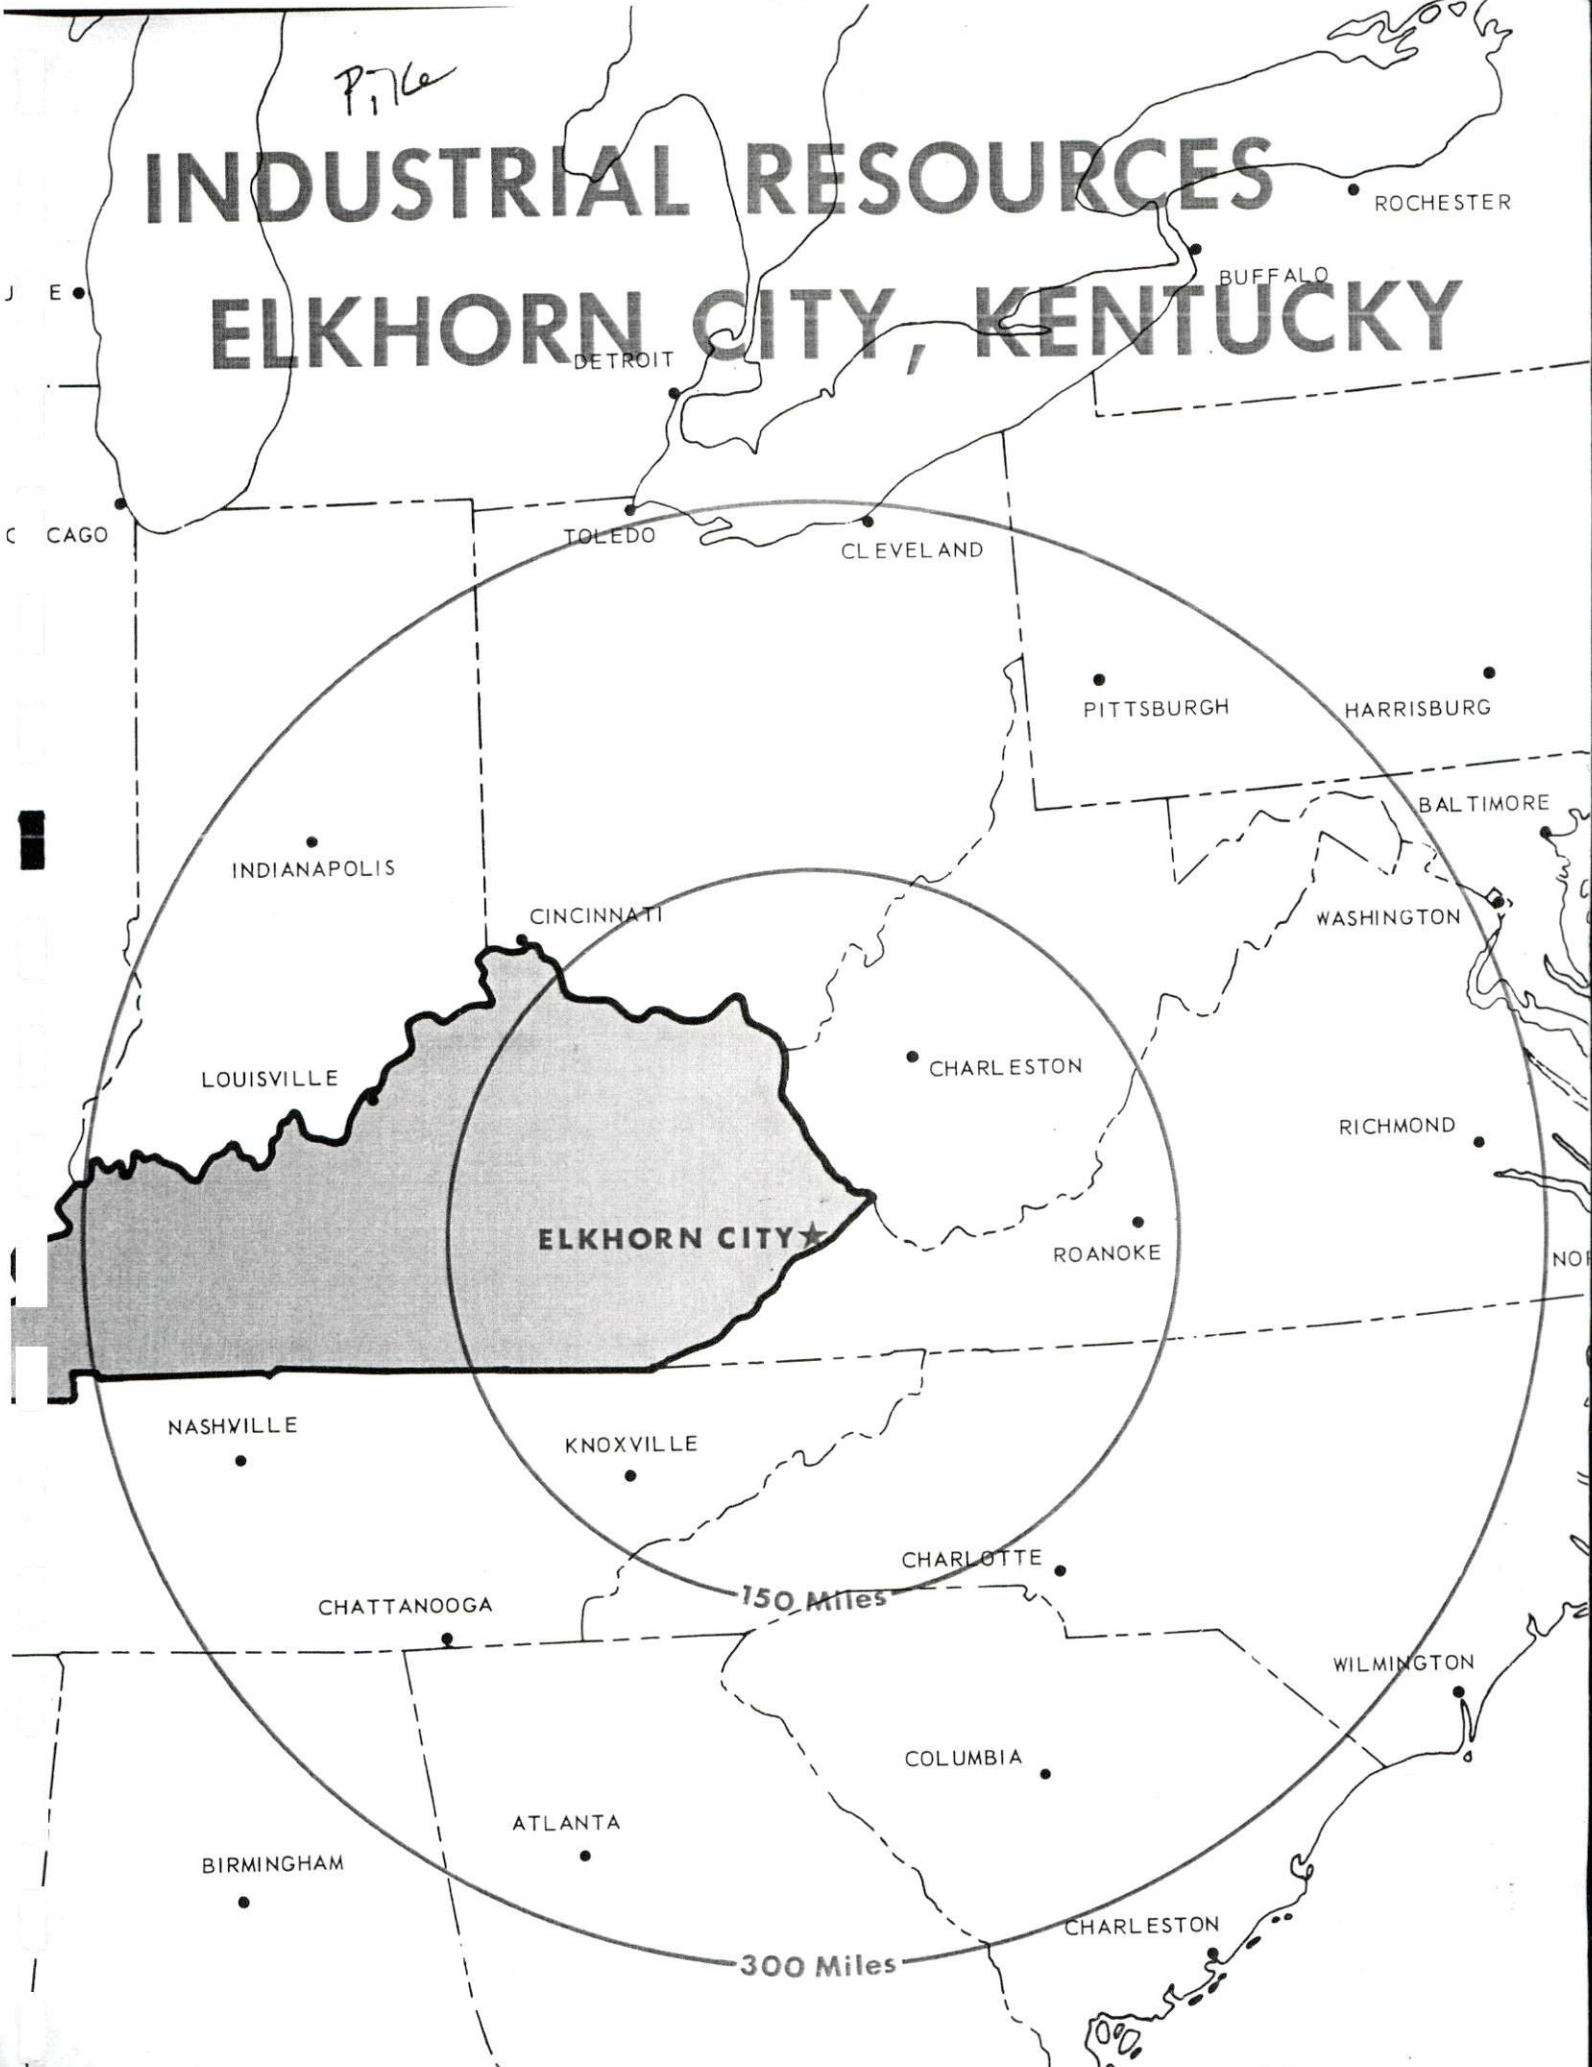 Pike
INDUSTRIAL RESOURCES
ROCHESTER
BUFFALO
E
ELKHORN CITY, KENTUCKY
DETROIT
CAGO
TOLEDO
CLEVELAND
PITTSBURGH
HARRISBURG
BALTIMORE
INDIANAPOLIS
CINCINNATI
WASHINGTON
CHARLESTON
LOUISVILLE
RICHMOND
ELKHORN CITY
ROANOKE
NOR
NASHVILLE
KNOXVILLE
CHARLOTTE
150 Miles
CHATTANOOGA
WILMINGTON
COLUMBIA
ATLANTA
BIRMINGHAM
CHARLESTON
300 Miles